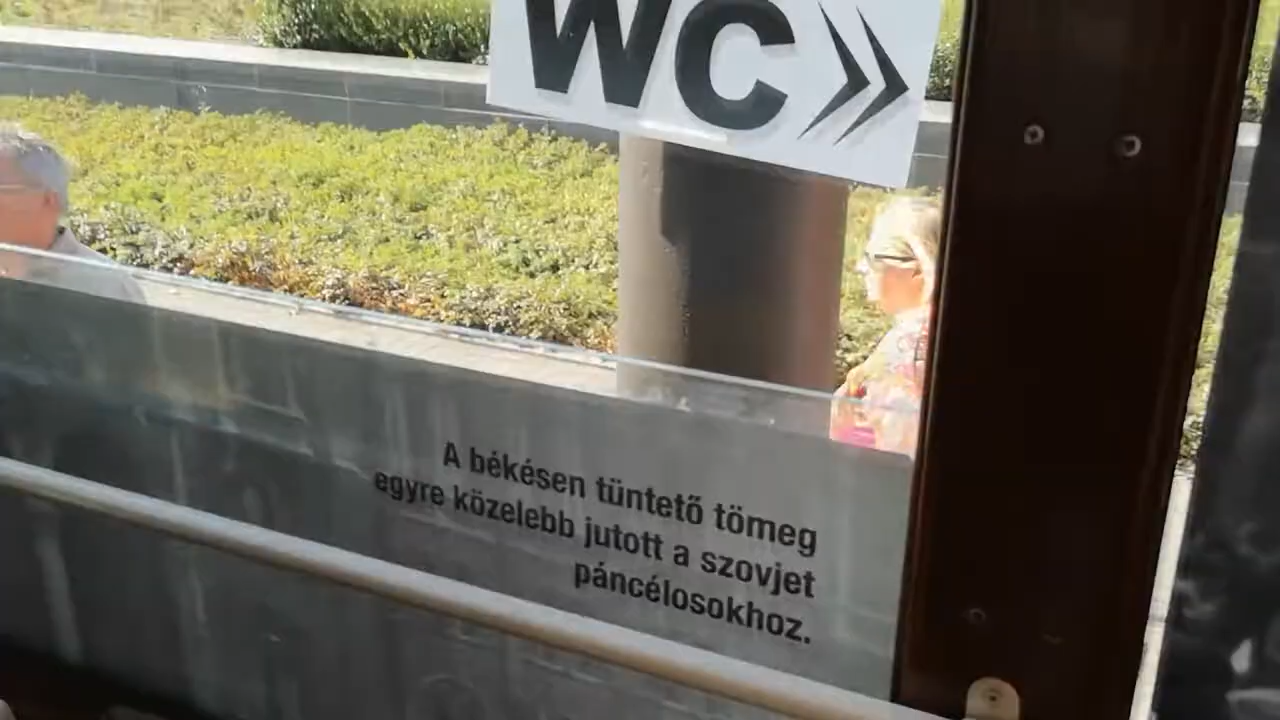 WC »
A békésen tüntető tömeg
egyre közelebb jutott a szovjet
páncélosokhoz.